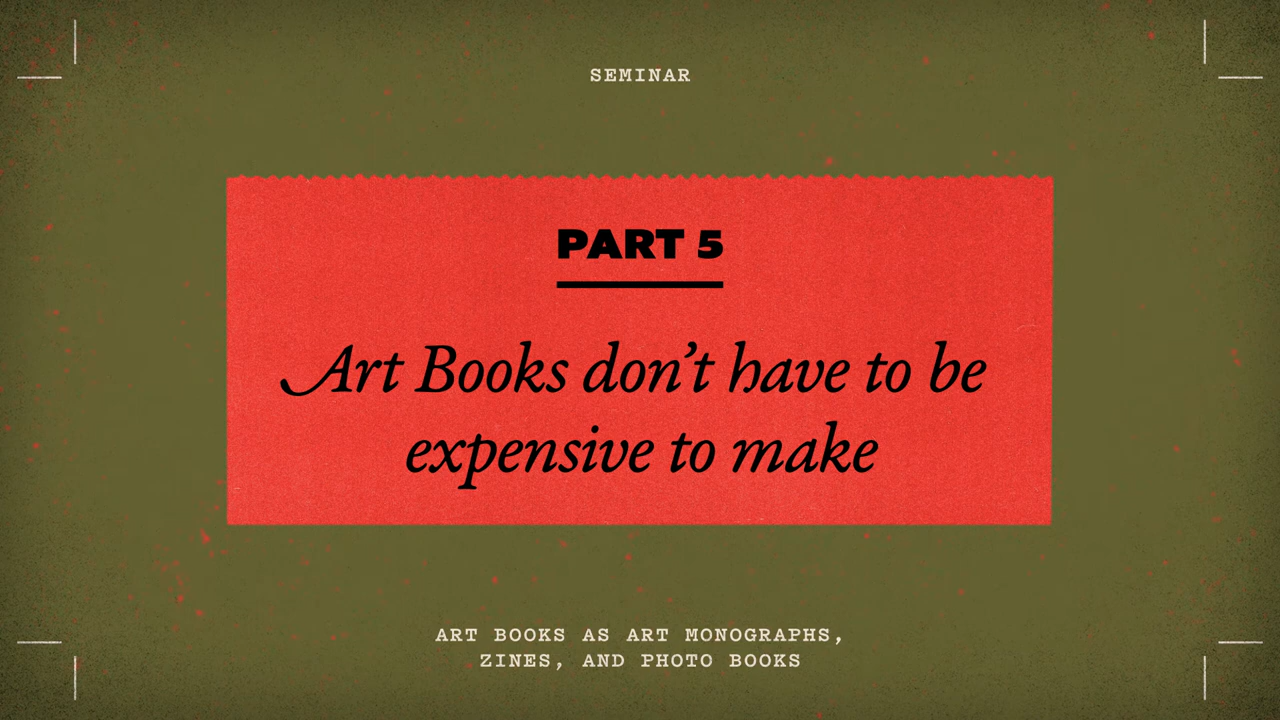 SEMINAR
PART 5
Art Books don’t have to be
expensive to make
ART BOOKS AS ART MONOGRAPHS,
ZINES, AND PHOTO BOOKS